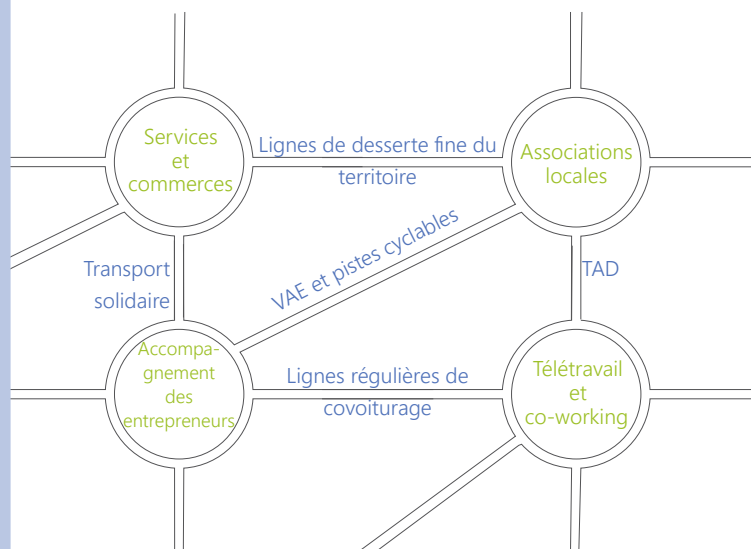 Services
et
commerces
Lignes de desserte fine du
territoire
Associations
locales
VAE et pistes cyclables
Transport
solidaire
TAD
Accompa-
gnement
des
entrepreneurs
Lignes régulières de
covoiturage
Télétravail
et
co-working